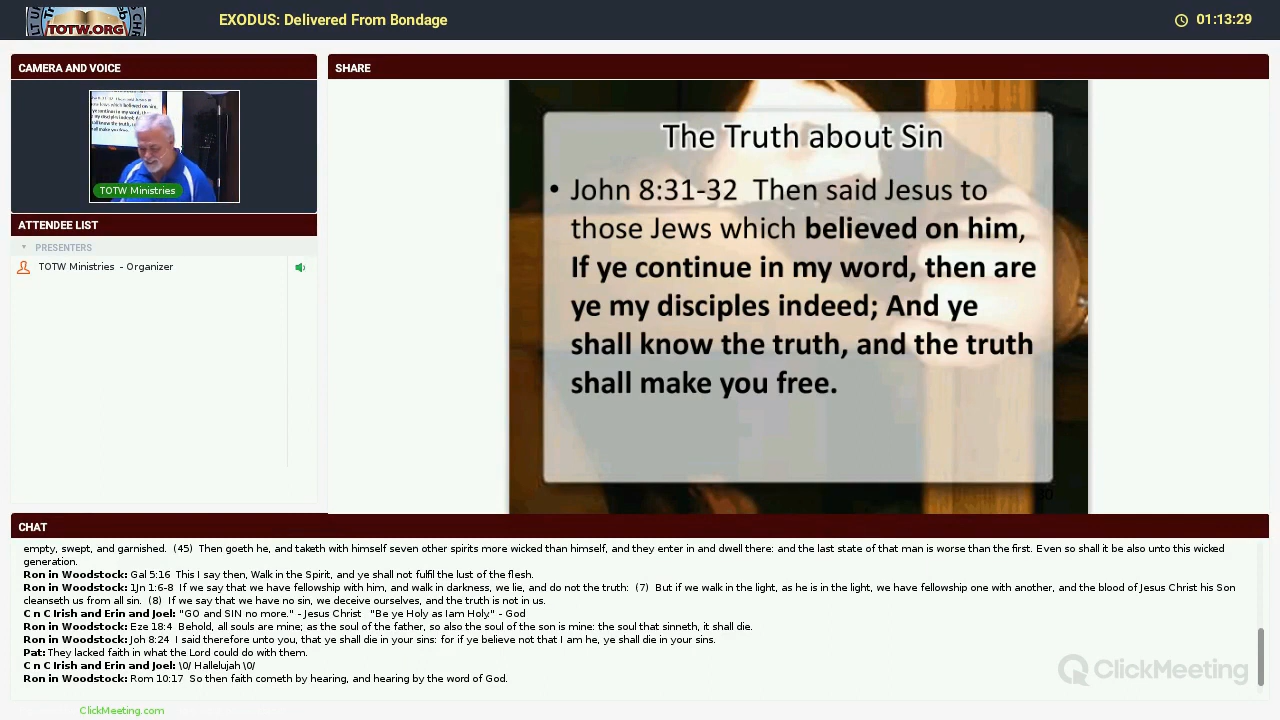 TOTW.ORG
EXODUS: Delivered From Bondage
01:13:29
CAMERA AND VOICE
TOTW Ministries
ATTENDEE LIST
PRESENTERS
TOTW Ministries - Organizer
SHARE
The Truth about Sin
• John 8:31-32 Then said Jesus to
those Jews which believed on him,
If ye continue in my word, then are
ye my disciples indeed; And ye
shall know the truth, and the truth
shall make you free.
CHAT
empty, swept, and garnished. (45) Then goeth he, and taketh with himself seven other spirits more wicked than himself, and they enter in and dwell there: and the last state of that man is worse than the first. Even so shall it be also unto this wicked
generation.
Ron in Woodstock: Gal 5:16 This I say then, Walk in the Spirit, and ye shall not fulfil the lust of the flesh.
Ron in Woodstock: 1Jn 1:6-8 If we say that we have fellowship with him, and walk in darkness, we lie, and do not the truth: (7) But if we walk in the light, as he is in the light, we have fellowship one with another, and the blood of Jesus Christ his Son
cleanseth us from all sin. (8) If we say that we have no sin, we deceive ourselves, and the truth is not in us.
C n C Irish and Erin and Joel: "GO and SIN no more." - Jesus Christ "Be ye Holy as Iam Holy." - God
Ron in Woodstock: Eze 18:4 Behold, all souls are mine; as the soul of the father, so also the soul of the son is mine: the soul that sinneth, it shall die.
Ron in Woodstock: Joh 8:24 I said therefore unto you, that ye shall die in your sins: for if ye believe not that I am he, ye shall die in your sins.
Pat: They lacked faith in what the Lord could do with them.
C n C Irish and Erin and Joel: \0/ Hallelujah \0/
Ron in Woodstock: Rom 10:17 So then faith cometh by hearing, and hearing by the word of God.
ClickMeeting
ClickMeeting.com